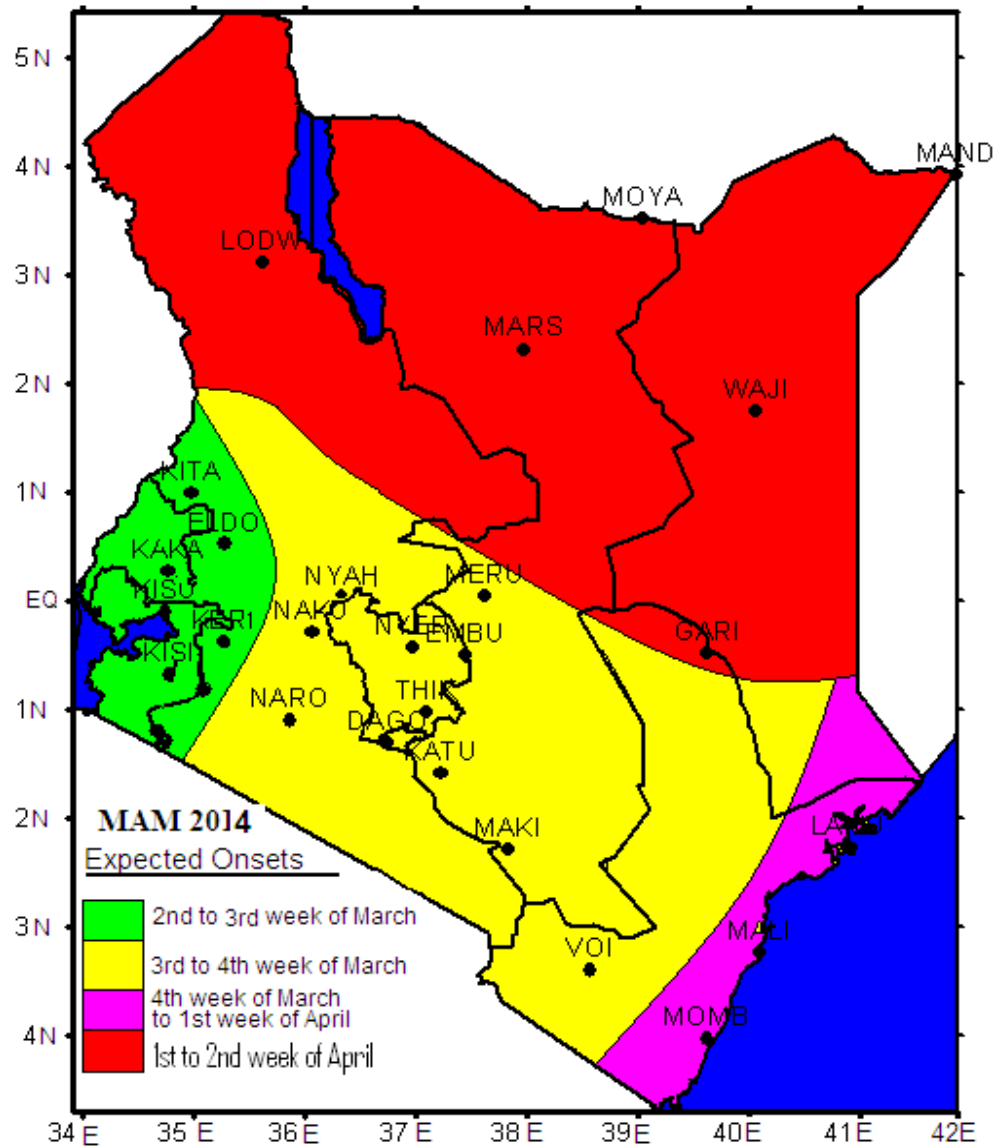 5 N
4 N
3 N
2 N
1 N
EQ
1 N
2 N
3 N
4 N
MAND
MOYA
LODW
MARS
WAJI
KITA
ELDO
KAKA
KISU
KERI
KISI
NYAH
NAKU
MERU
NYER
EMBU
GARI
NARO
THIK
DAGO
KATU
MAKI
VOI
MALI
MOMB
MAM 2014
Expected Onsets
2nd to 3rd week of March
3rd to 4th week of March
4th week of March
to 1st week of April
1st to 2nd week of April
34 E 35 E 36 E 37 E 38 E 39 E 40 E 41 E 42 E